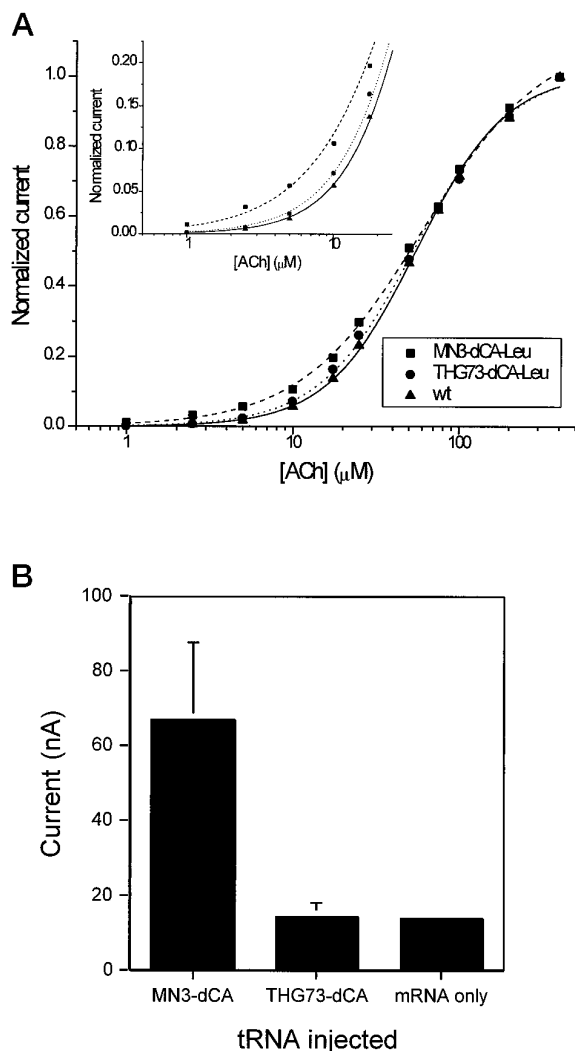 A
Normalized current
1.0
0.8
0.6
0.4
0.2
0.0
1
10
100
[ACh] (μM)
Normalized current
0.20
0.15
0.10
0.05
0.00
1
10
[ACh] (μM)
MN3-dCA-Leu
THG73-dCA-Leu
wt
B
Current (nA)
100
80
60
40
20
0
MN3-dCA
THG73-dCA
mRNA only
tRNA injected